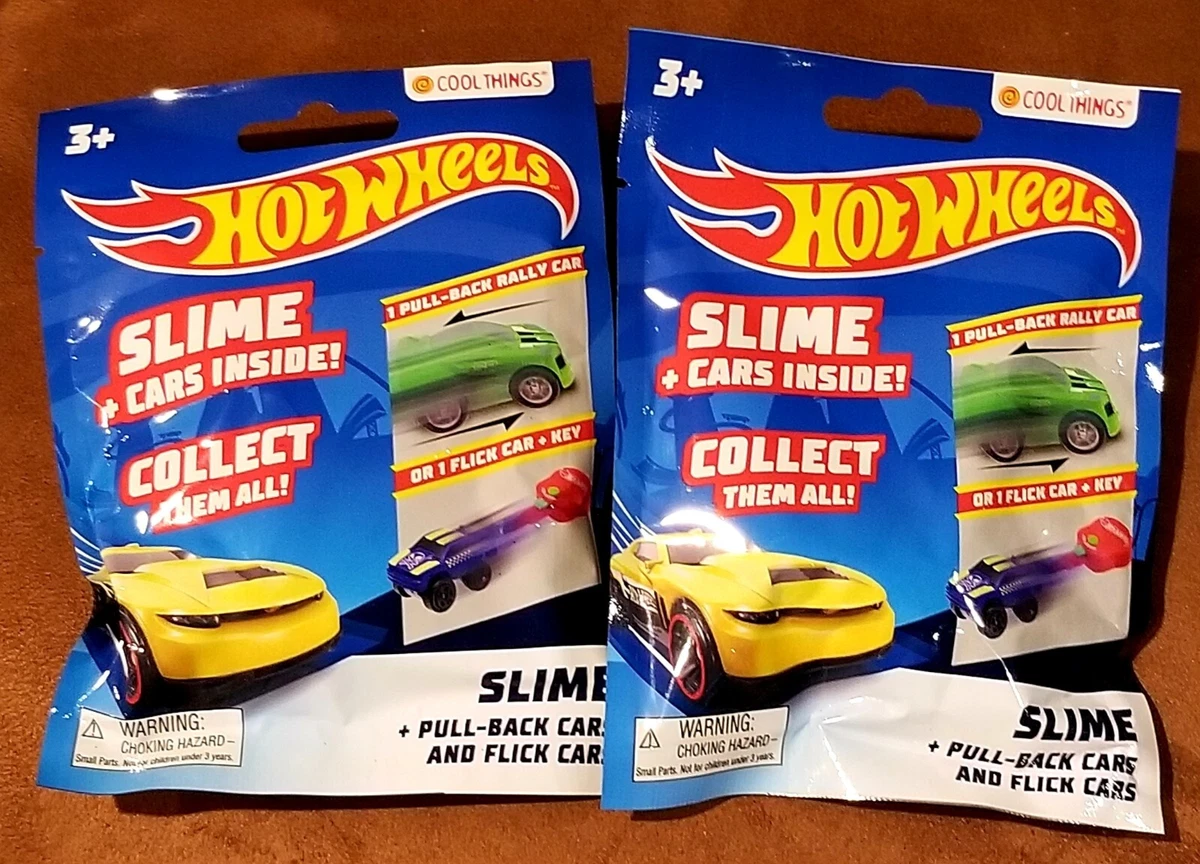 3+
COOL THINGS®
HOT WHEELS™
SLIME
+ CARS INSIDE!
COLLECT
THEM ALL!
1 PULL-BACK RALLY CAR
OR 1 FLICK CAR + KEY
SLIME
+ PULL-BACK CARS
AND FLICK CARS
WARNING:
CHOKING HAZARD–
Small Parts. Not for children under 3 years.
3+
COOL THINGS®
HOT WHEELS™
SLIME
+ CARS INSIDE!
COLLECT
THEM ALL!
1 PULL-BACK RALLY CAR
OR 1 FLICK CAR + KEY
SLIME
+ PULL-BACK CARS
AND FLICK CARS
WARNING:
CHOKING HAZARD–
Small Parts. Not for children under 3 years.